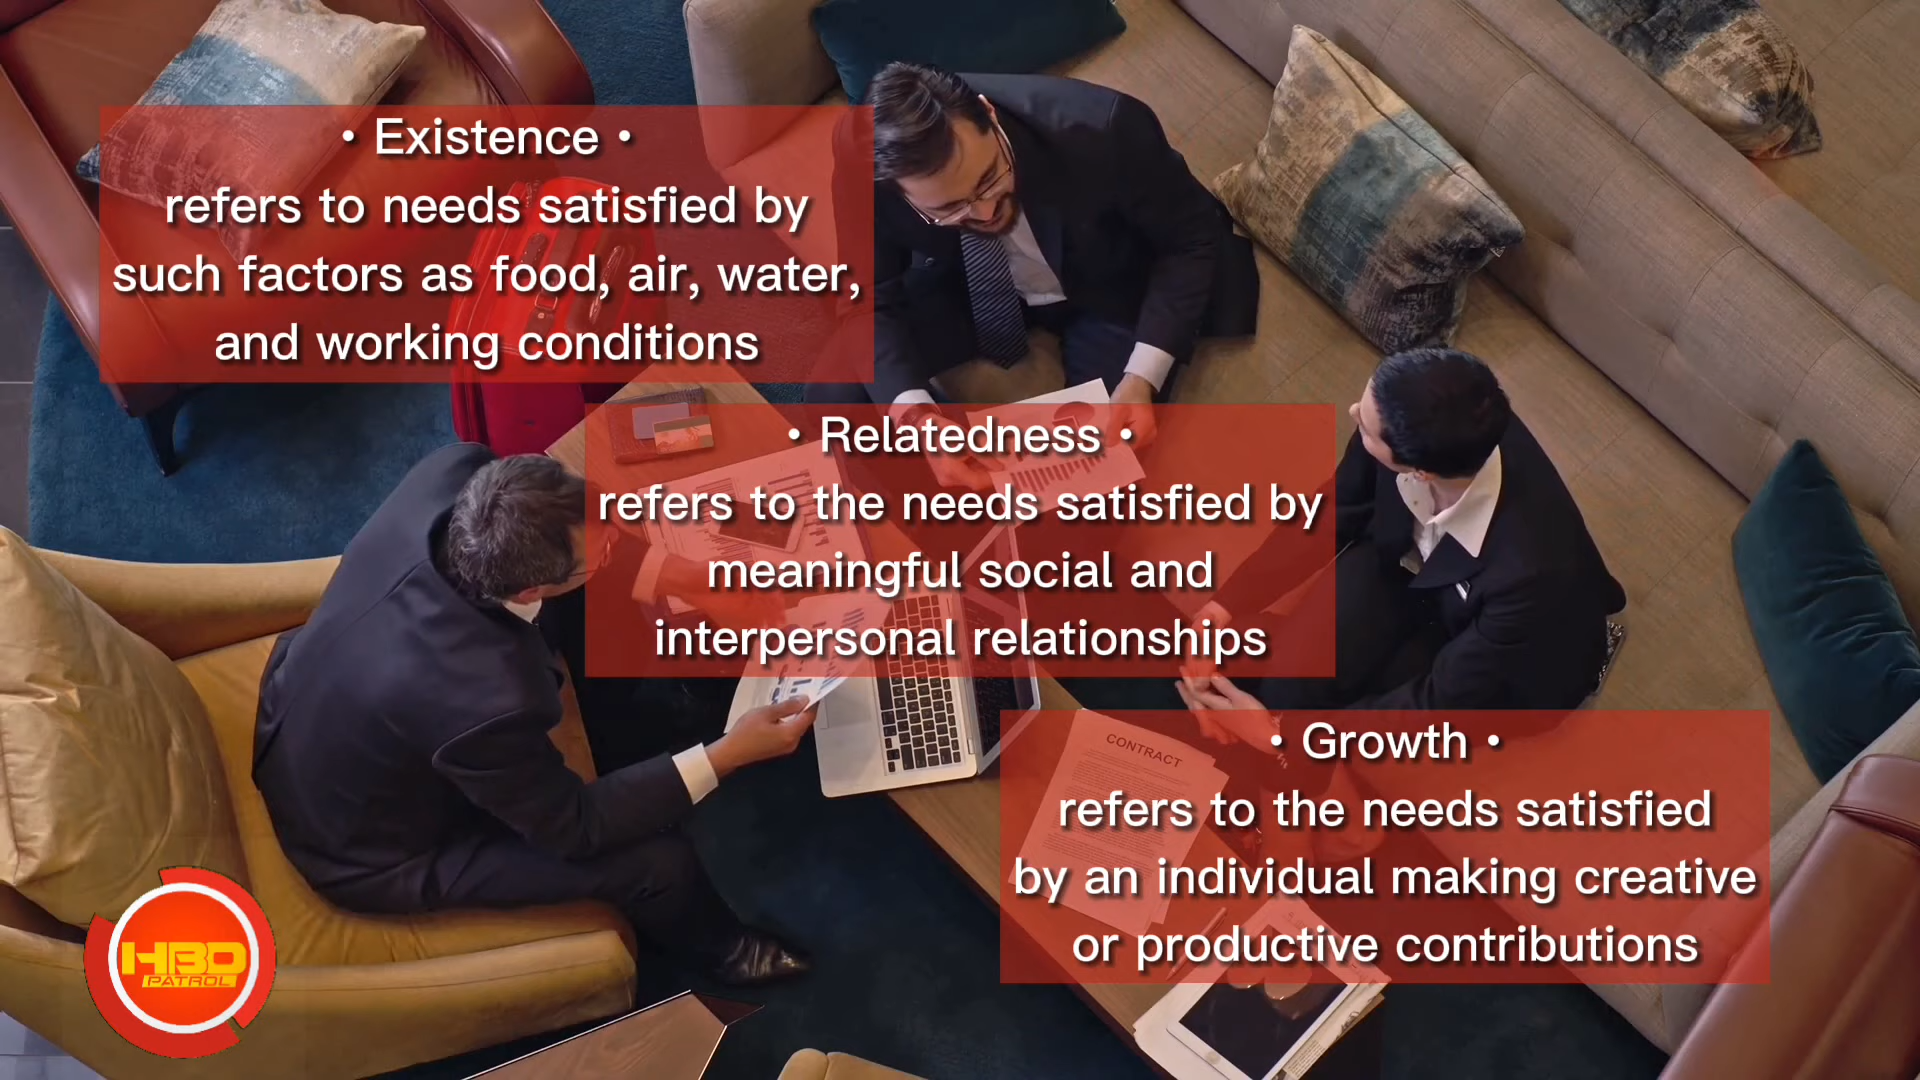 • Existence •
refers to needs satisfied by
such factors as food, air, water,
and working conditions
• Relatedness •
refers to the needs satisfied by
meaningful social and
interpersonal relationships
CONTRACT
• Growth •
refers to the needs satisfied
by an individual making creative
or productive contributions
HBO
PATROL